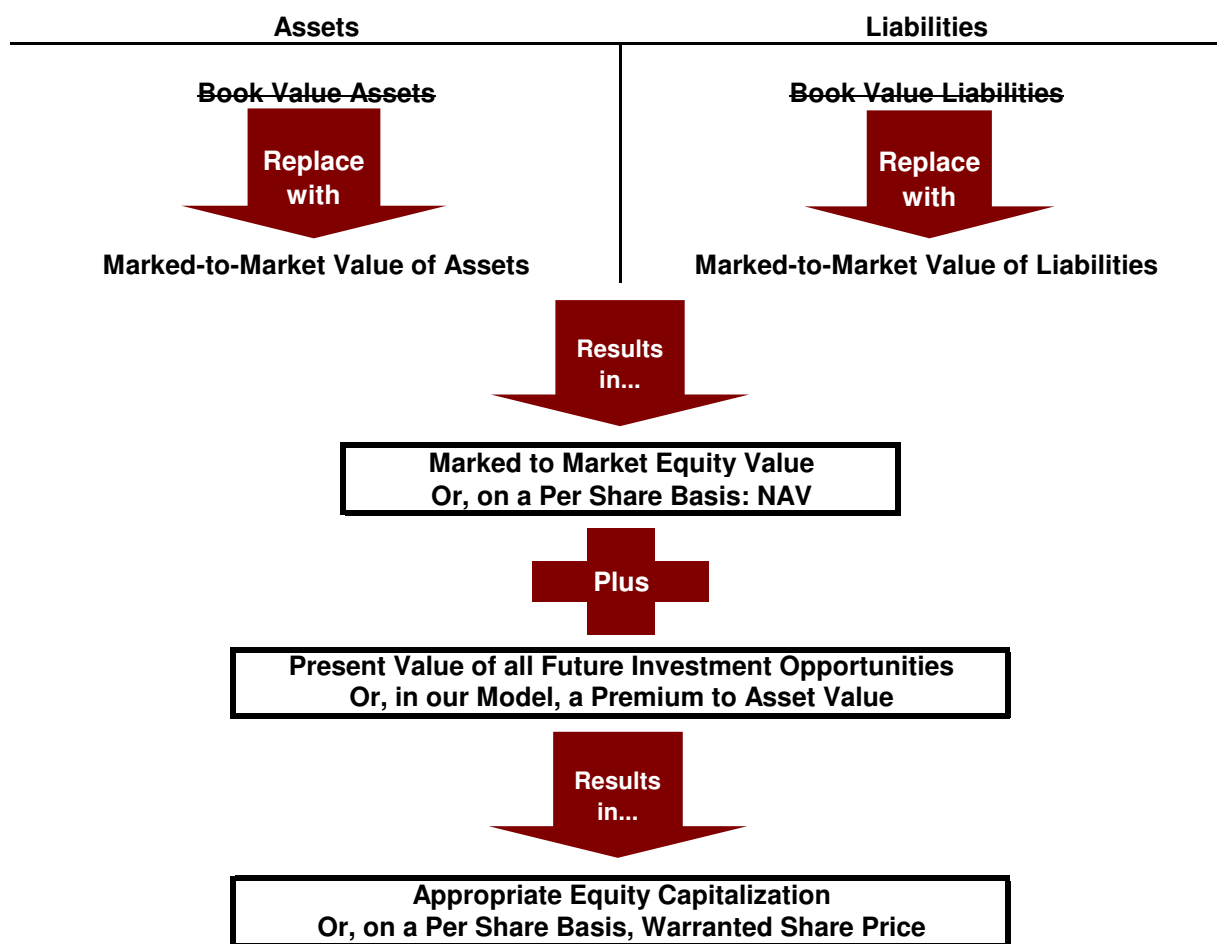 Assets
Liabilities
Book Value Assets
Book Value Liabilities
Replace
with
Replace
with
Marked-to-Market Value of Assets
Marked-to-Market Value of Liabilities
Results
in...
Marked to Market Equity Value
Or, on a Per Share Basis: NAV
Plus
Present Value of all Future Investment Opportunities
Or, in our Model, a Premium to Asset Value
Results
in...
Appropriate Equity Capitalization
Or, on a Per Share Basis, Warranted Share Price